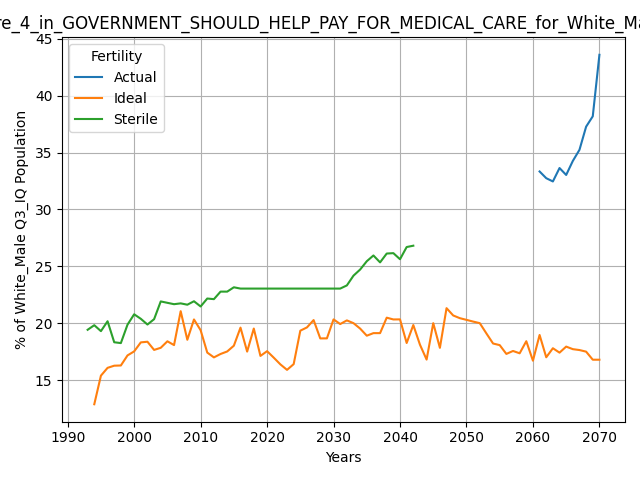 re_4_in_GOVERNMENT_SHOULD_HELP_PAY_FOR_MEDICAL_CARE_for_White_Ma
Fertility
Actual
Ideal
Sterile
% of White_Male Q3_IQ Population
45
40
35
30
25
20
15
1990 2000 2010 2020 2030 2040 2050 2060 2070
Years